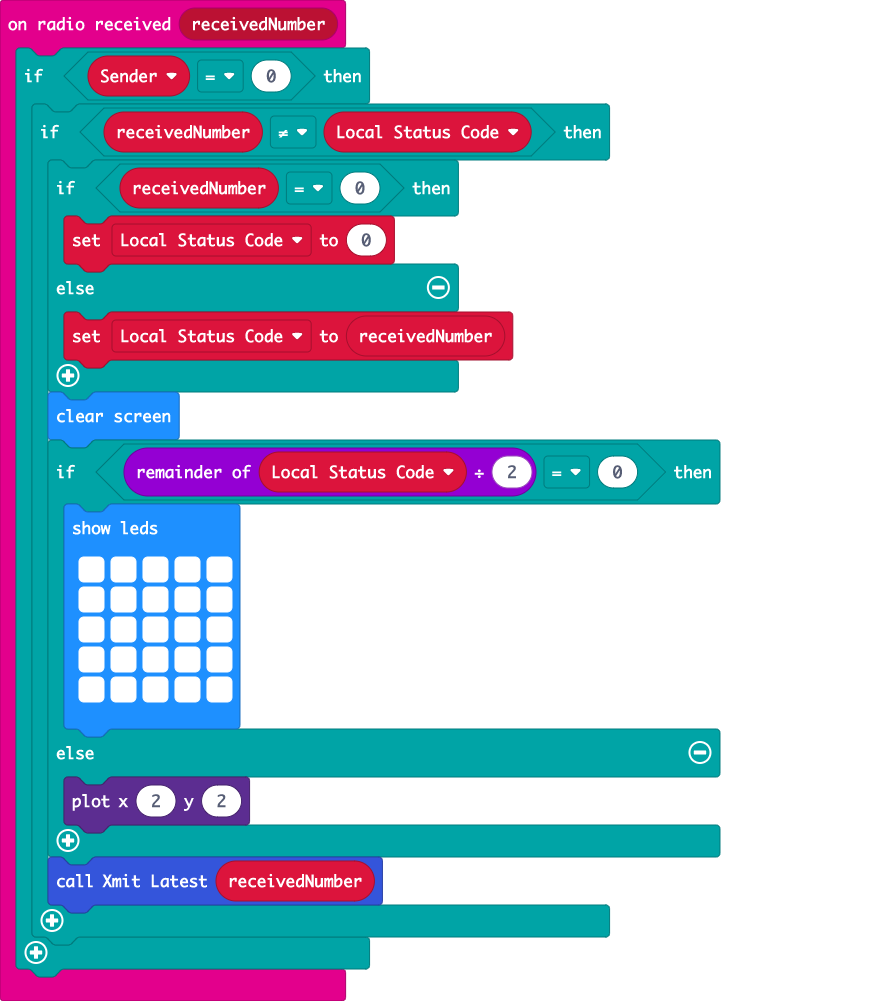 on radio received receivedNumber
if Sender = 0 then
if receivedNumber ≠ Local Status Code then
if receivedNumber = 0 then
set Local Status Code to 0
else
set Local Status Code to receivedNumber
clear screen
if remainder of Local Status Code ÷ 2 = 0 then
show leds
else
plot x 2 y 2
call Xmit Latest receivedNumber